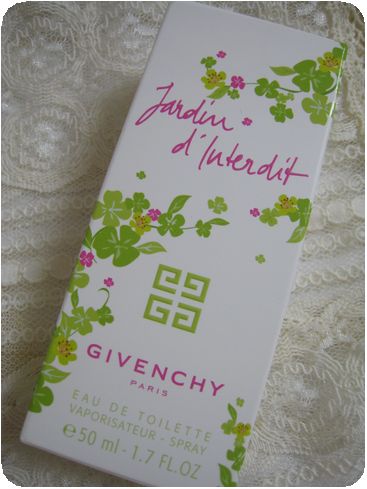 Jardin
d'Interdit
GIVENCHY
PARIS
EAU DE TOILETTE
VAPORISATEUR - SPRAY
℮ 50 ml - 1.7 FL.OZ